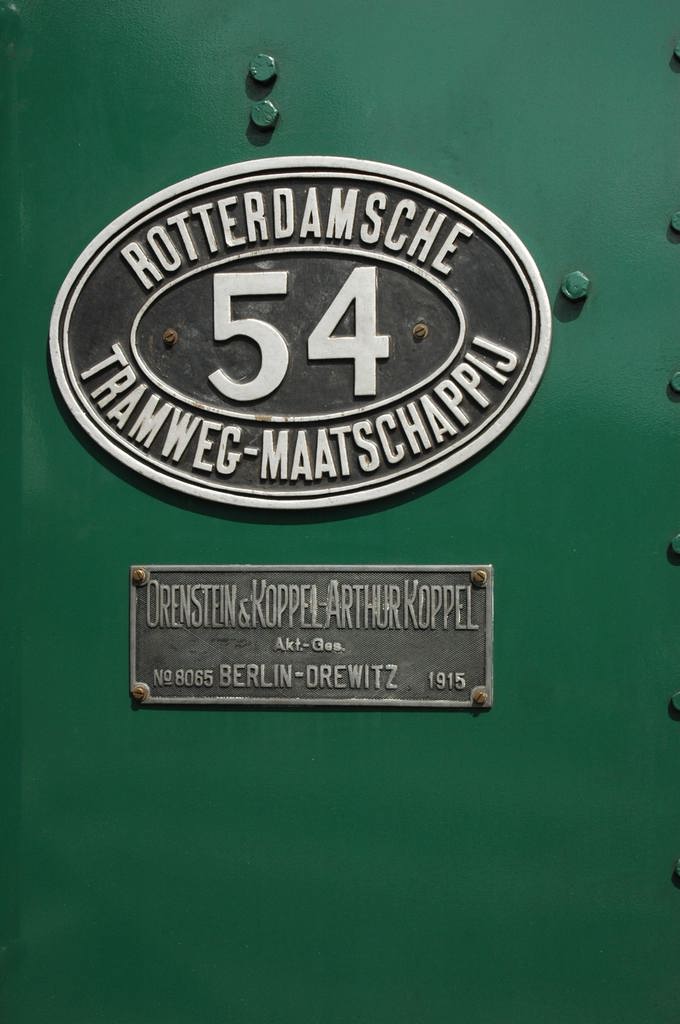 ROTTERDAMSCHE
54
TRAMWEG-MAATSCHAPPIJ
ORENSTEIN & KOPPEL-ARTHUR KOPPEL
Akt.-Ges.
No 8065 BERLIN-DREWITZ 1915